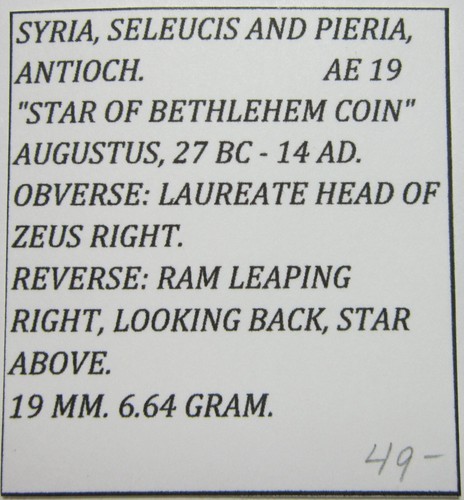 SYRIA, SELEUCIS AND PIERIA,
ANTIOCH. AE 19
"STAR OF BETHLEHEM COIN"
AUGUSTUS, 27 BC - 14 AD.
OBVERSE: LAUREATE HEAD OF
ZEUS RIGHT.
REVERSE: RAM LEAPING
RIGHT, LOOKING BACK, STAR
ABOVE.
19 MM. 6.64 GRAM.
49-